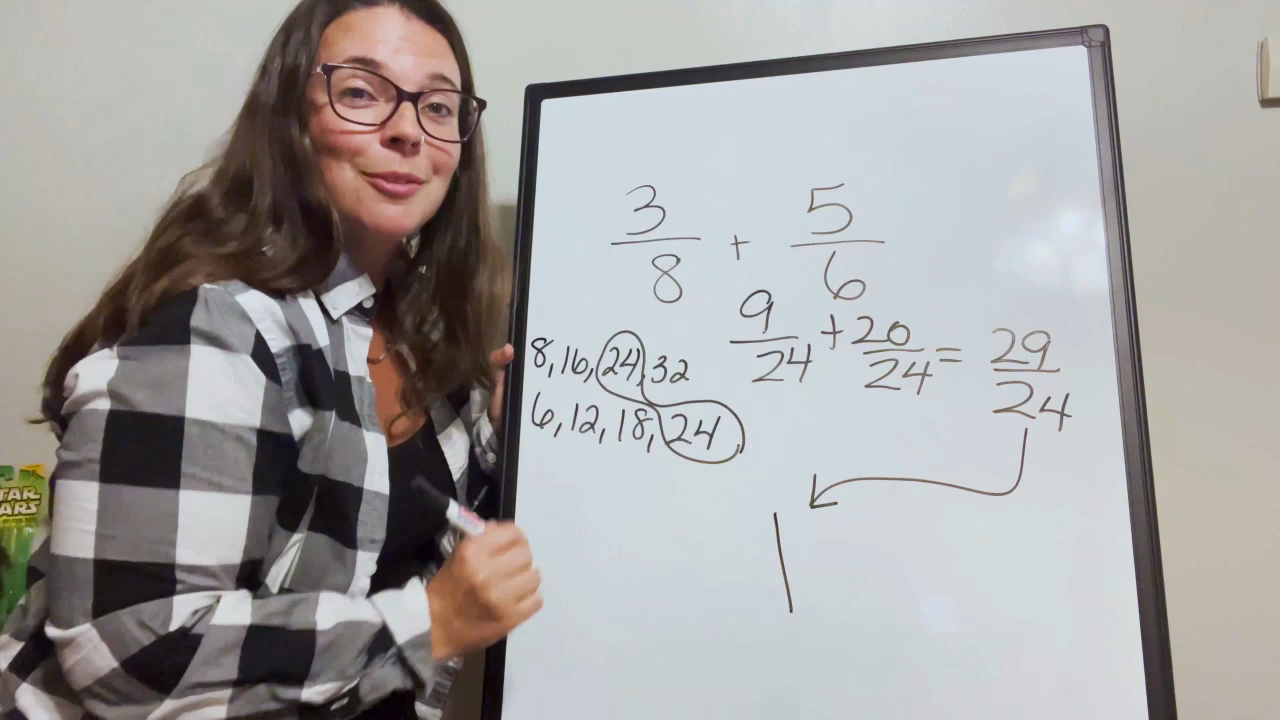 3/8 + 5/6
9/24 + 20/24 = 29/24
8, 16, 24, 32
6, 12, 18, 24,
1
STAR
WARS